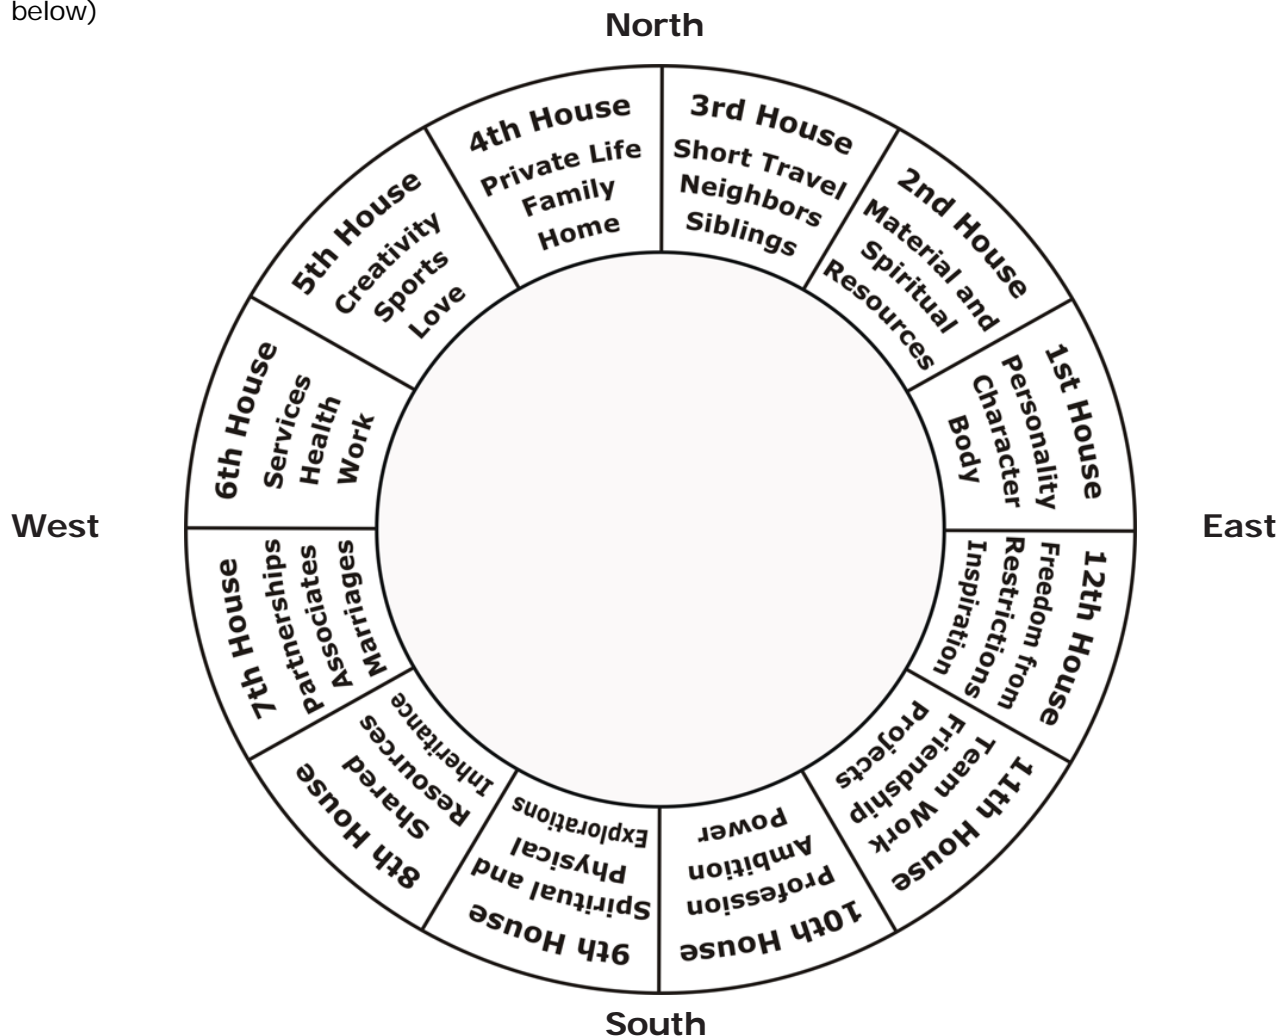 below)
North
4th House
Private Life
Family
Home
3rd House
Short Travel
Neighbors
Siblings
5th House
Creativity
Sports
Love
2nd House
Material and
Spiritual
Resources
6th House
Services
Health
Work
1st House
Personality
Character
Body
West
East
7th House
Partnerships
Associates
Marriages
12th House
Freedom from
Restrictions
Inspiration
8th House
Shared
Resources
Inheritance
11th House
Team Work
Friendship
Projects
9th House
Spiritual and
Physical
Explorations
10th House
Profession
Ambition
Power
South